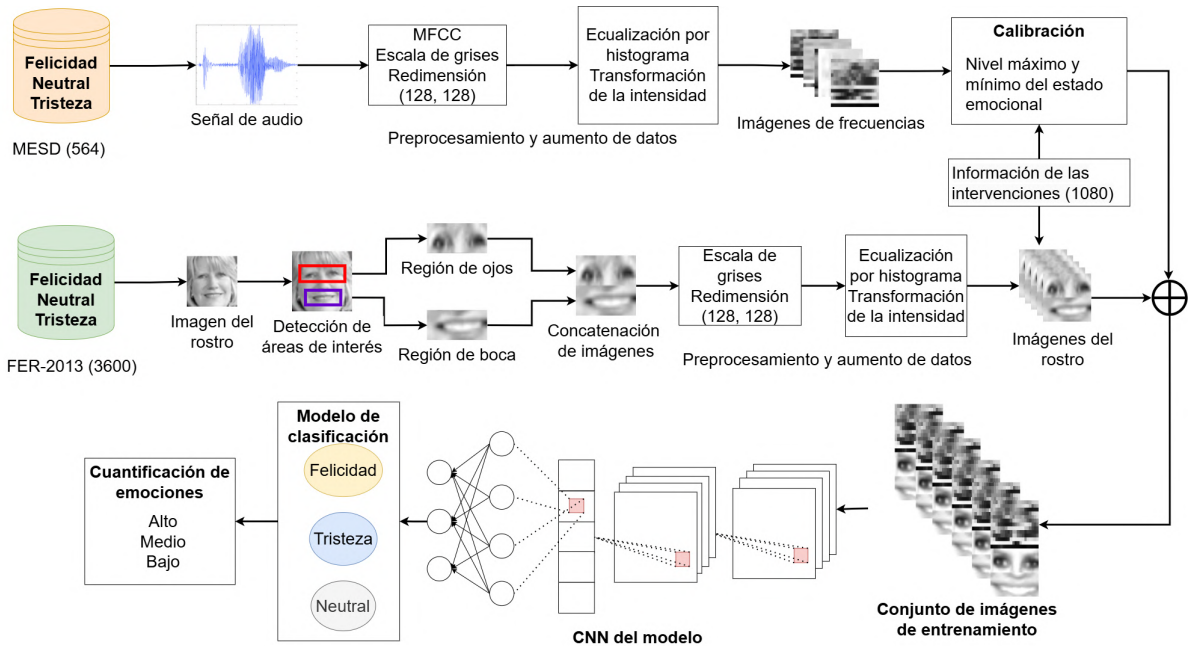 Felicidad
Neutral
Tristeza
MESD (564)
Señal de audio
MFCC
Escala de grises
Redimensión
(128, 128)
Ecualización por
histograma
Transformación
de la intensidad
Preprocesamiento y aumento de datos
Imágenes de frecuencias
Calibración
Nivel máximo y
mínimo del estado
emocional
Información de las
intervenciones (1080)
Felicidad
Neutral
Tristeza
FER-2013 (3600)
Imagen del
rostro
Detección de
áreas de interés
Región de ojos
Región de boca
Concatenación
de imágenes
Escala de
grises
Redimensión
(128, 128)
Ecualización
por histograma
Transformación
de la intensidad
Preprocesamiento y aumento de datos
Imágenes del
rostro
Cuantificación de
emociones
Alto
Medio
Bajo
Modelo de
clasificación
Felicidad
Tristeza
Neutral
CNN del modelo
Conjunto de imágenes
de entrenamiento